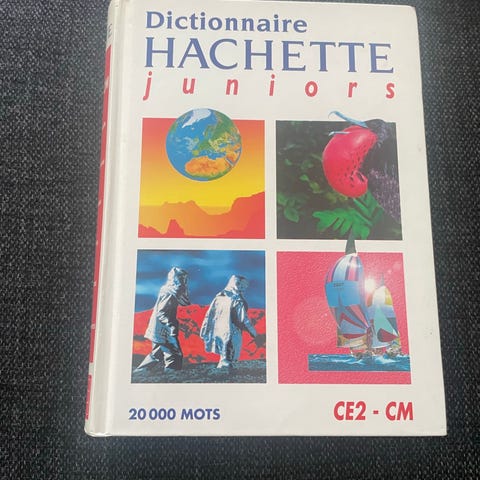 Dictionnaire
HACHETTE
juniors
20 000 MOTS
CE2 - CM